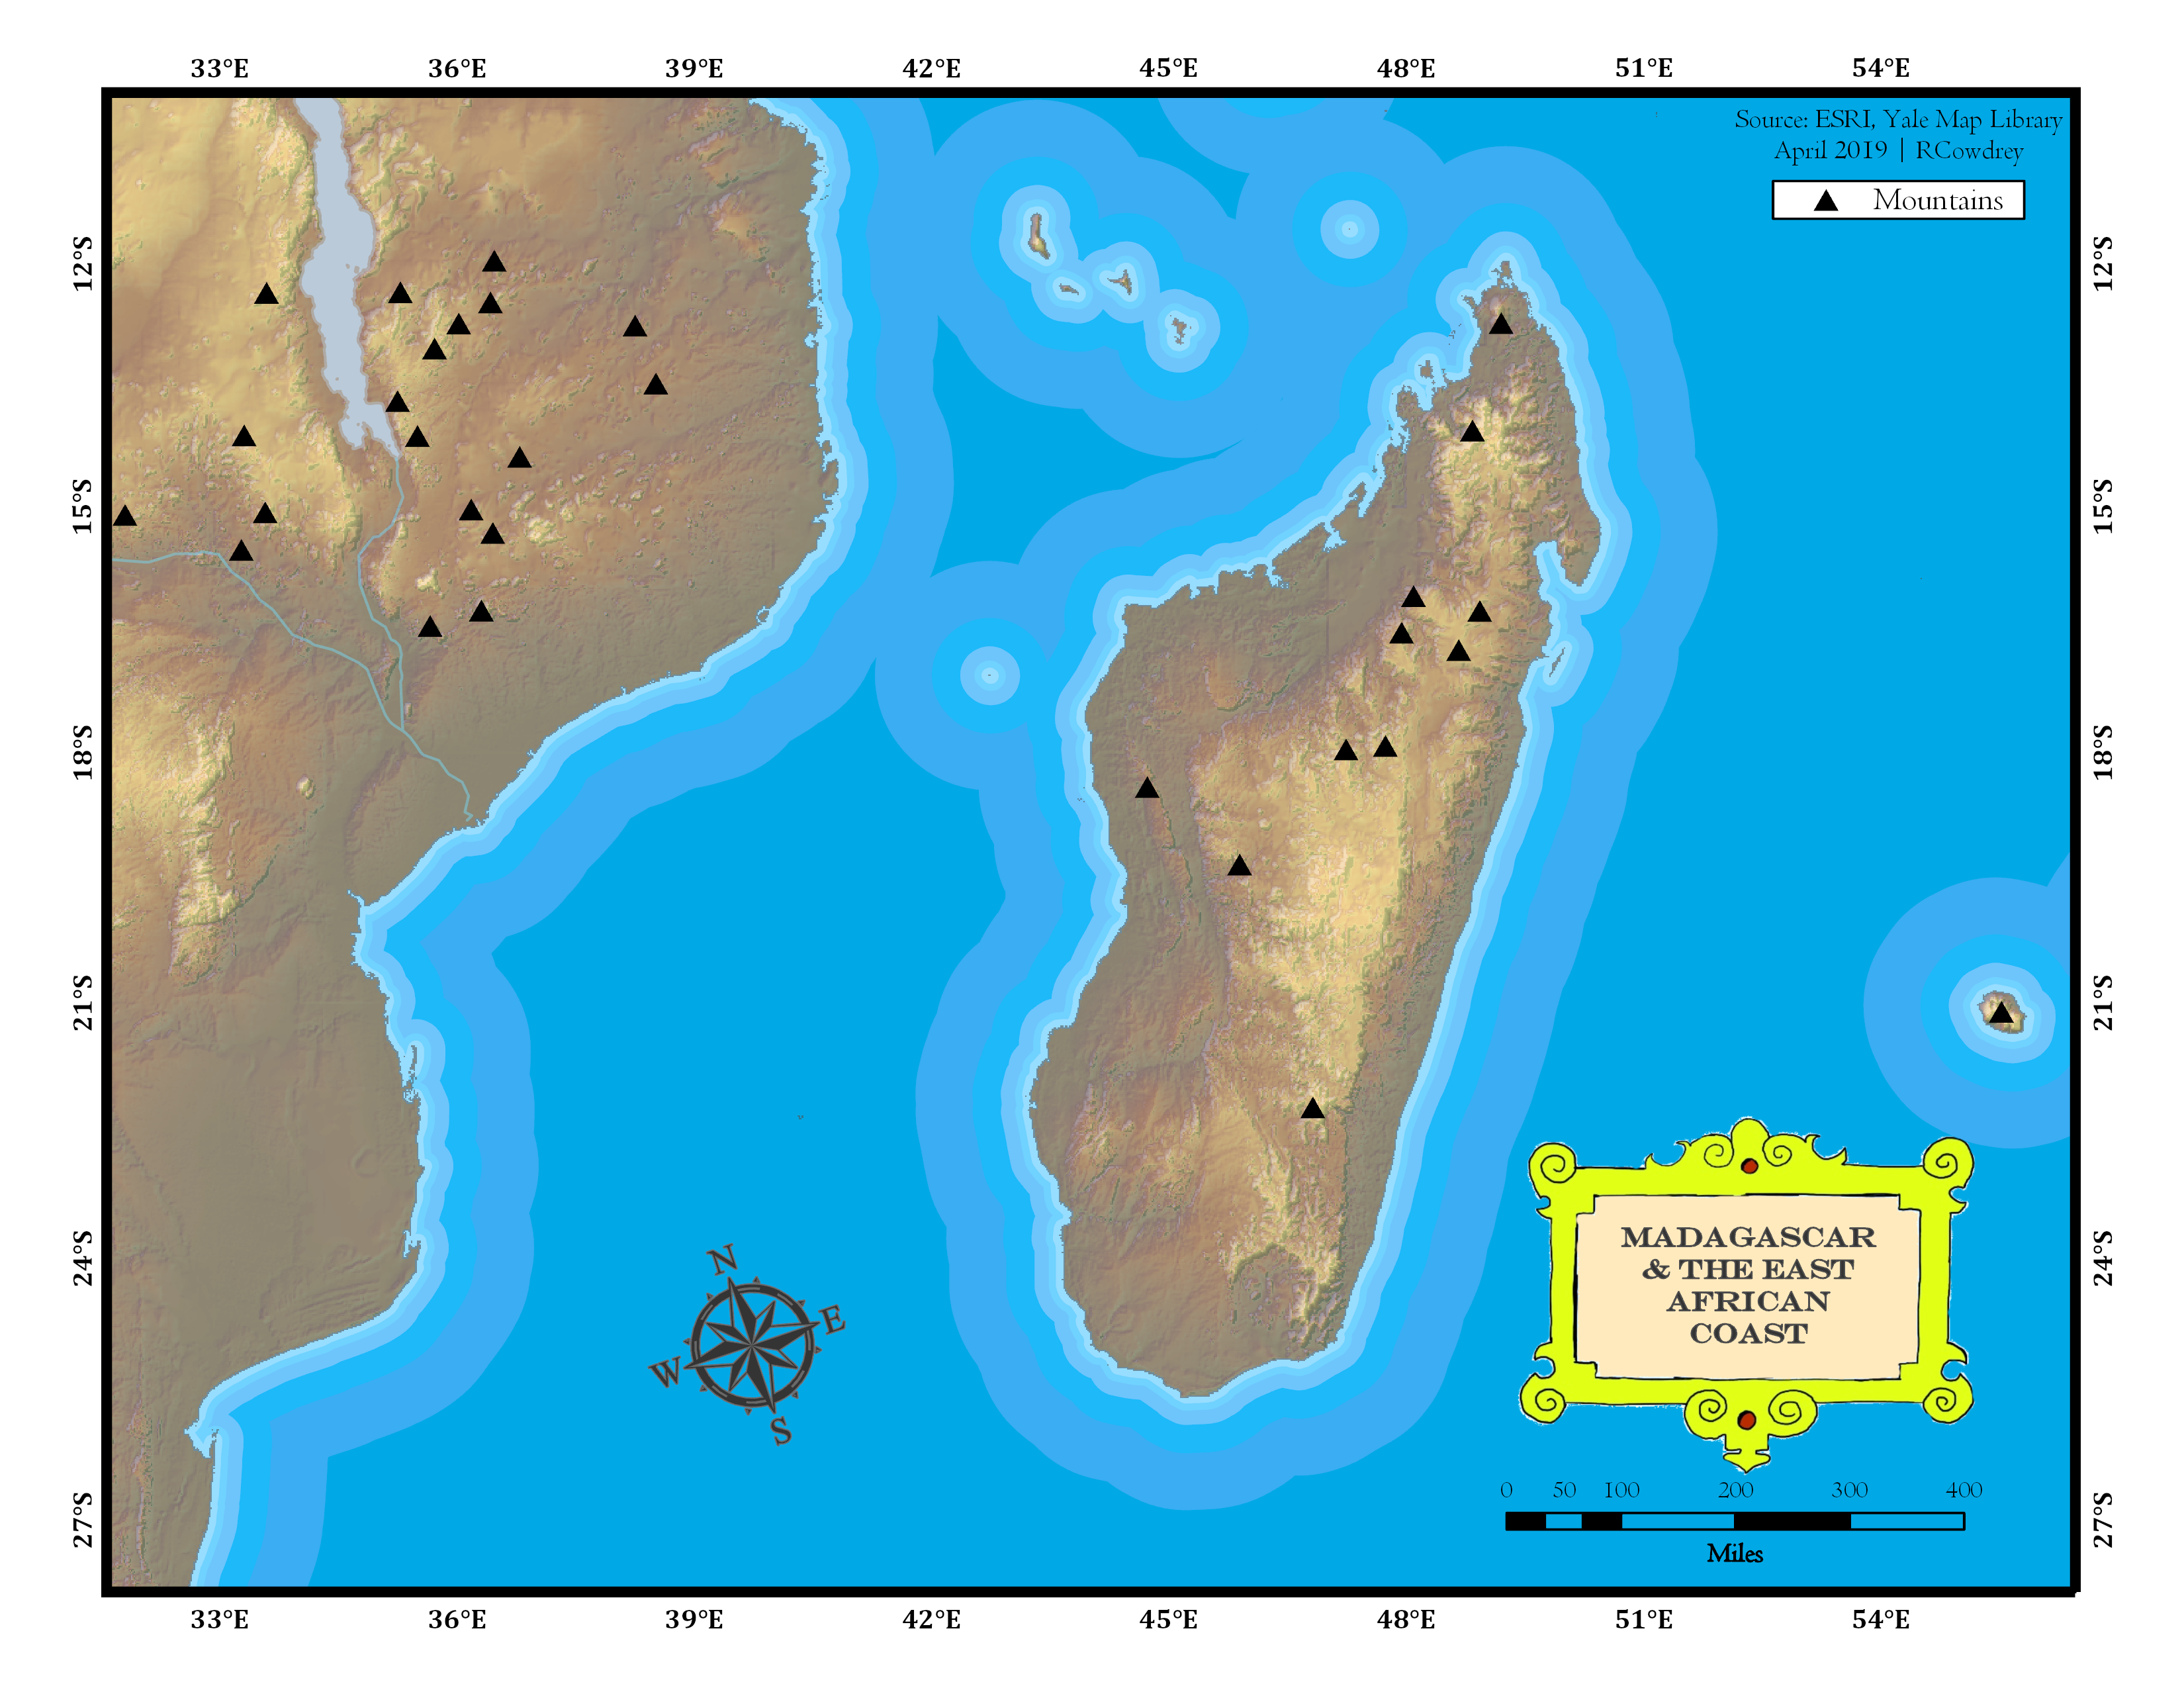 33°E 36°E 39°E 42°E 45°E 48°E 51°E 54°E
Source: ESRI, Yale Map Library
April 2019 | RCowdrey
Mountains
12°S 12°S
15°S 15°S
18°S 18°S
21°S 21°S
24°S 24°S
27°S 27°S
N
E
W
S
MADAGASCAR
& THE EAST
AFRICAN
COAST
0 50 100 200 300 400
Miles
33°E 36°E 39°E 42°E 45°E 48°E 51°E 54°E